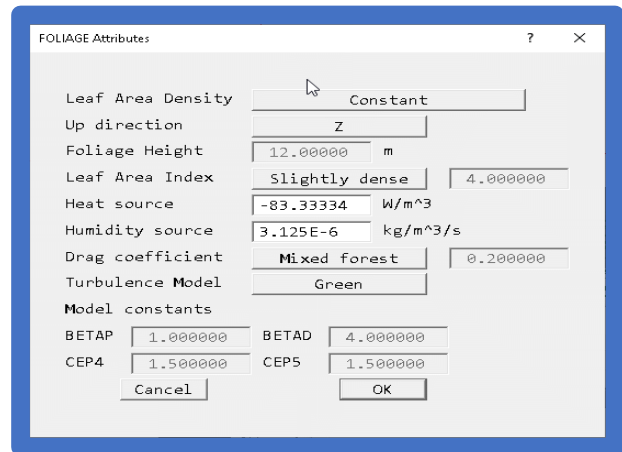 FOLIAGE Attributes ? ×
Leaf Area Density Constant
Up direction Z
Foliage Height 12.00000 m
Leaf Area Index Slightly dense 4.000000
Heat source -83.33334 W/m^3
Humidity source 3.125E-6 kg/m^3/s
Drag coefficient Mixed forest 0.200000
Turbulence Model Green
Model constants
BETAP 1.000000 BETAD 4.000000
CEP4 1.500000 CEP5 1.500000
Cancel OK